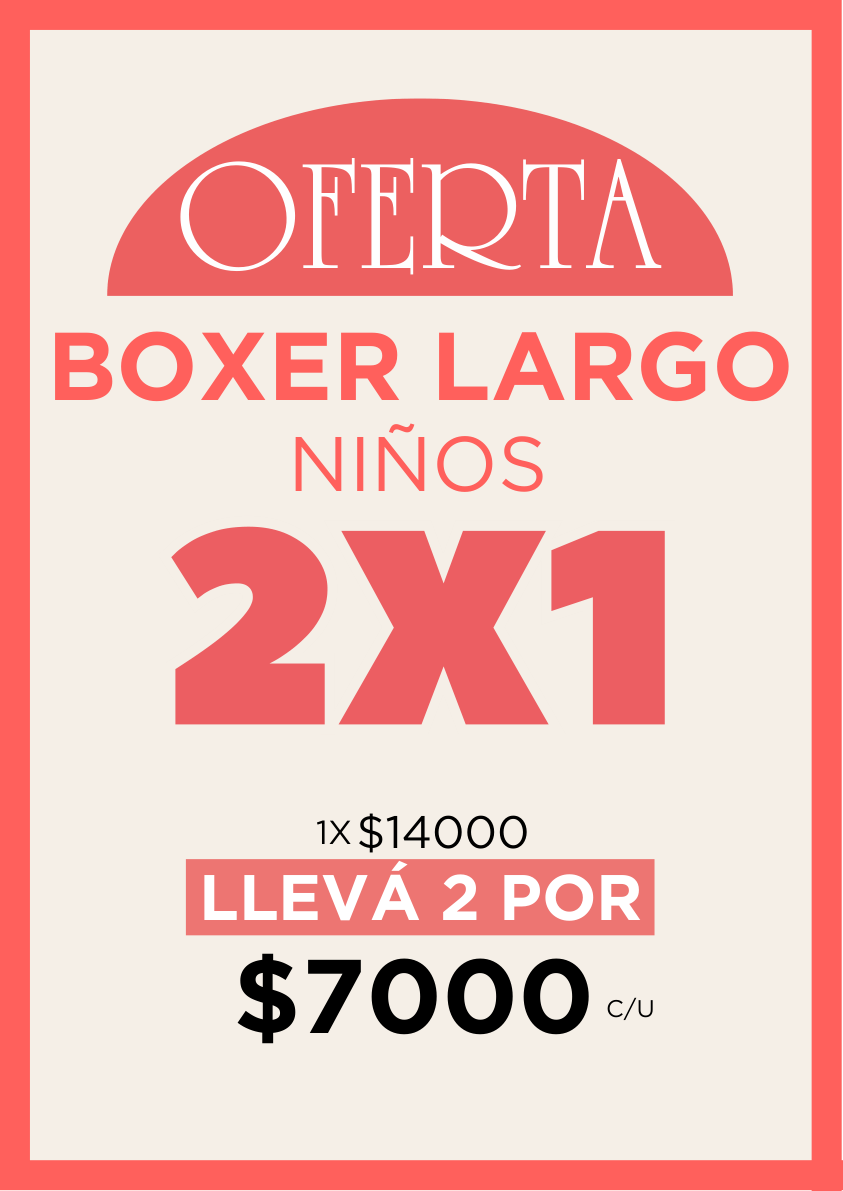 OFERTA
BOXER LARGO
NIÑOS
2X1
1X $14000
LLEVÁ 2 POR
$7000 C/U